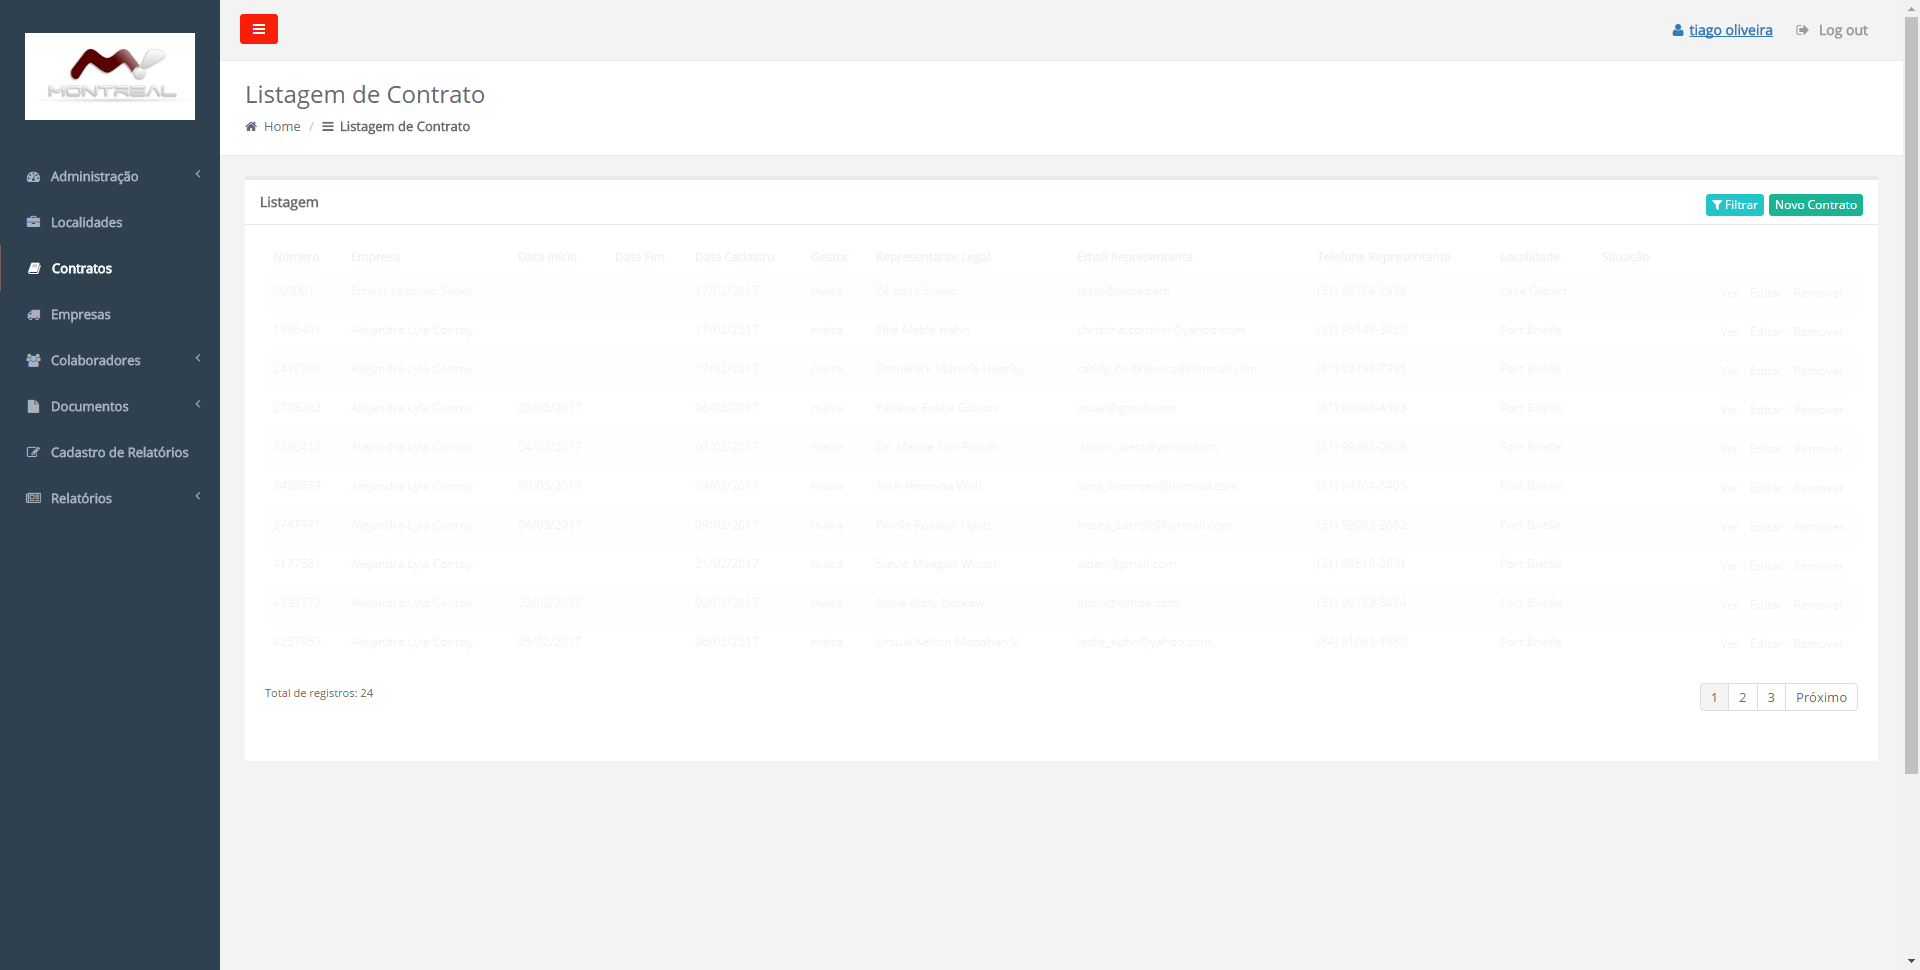 MONTREAL
tiago oliveira
Log out
Listagem de Contrato
Home / Listagem de Contrato
Administração
Localidades
Contratos
Empresas
Colaboradores
Documentos
Cadastro de Relatórios
Relatórios
Listagem
Filtrar
Novo Contrato
Número Empresa Data Início Data Fim Data Cadastro Gestor Representante Legal Email Representante Telefone Representante Localidade Situação
000001 Ernest Yasmine Sauer 17/02/2017 maira Zé das Couves teste@teste.com (31) 98176-2938 Lake Gilbert Ver Editar Remover
1986491 Alejandra Lyla Conroy 17/02/2017 maira Ellie Mable Hahn christina.cormier@yahoo.com (31) 96149-3020 Port Brielle Ver Editar Remover
2417786 Alejandra Lyla Conroy 17/02/2017 maira Domenick Martine Heaney randy_hodkiewicz@hotmail.com (31) 92793-7395 Port Brielle Ver Editar Remover
2708262 Alejandra Lyla Conroy 25/02/2017 06/03/2017 maira Earlene Emilia Gibson oscar@gmail.com (31) 96608-4393 Port Brielle Ver Editar Remover
3330413 Alejandra Lyla Conroy 04/03/2017 07/03/2017 maira Dr. Marlie Sim Pollich darion_west@yahoo.com (31) 99383-0608 Port Brielle Ver Editar Remover
3438653 Alejandra Lyla Conroy 09/03/2017 09/03/2017 maira Arch Hermina Wolf dora_hammes@hotmail.com (31) 94764-5405 Port Brielle Ver Editar Remover
3747971 Alejandra Lyla Conroy 04/03/2017 09/03/2017 maira Brielle Rosalyn Hyatt hosea_carroll@hotmail.com (31) 93083-2662 Port Brielle Ver Editar Remover
4177581 Alejandra Lyla Conroy 21/02/2017 maira Stevie Meagan Wisozk aiden@gmail.com (31) 98616-2031 Port Brielle Ver Editar Remover
4193772 Alejandra Lyla Conroy 22/02/2017 02/03/2017 maira Rosie Ruby Deckow afton@yahoo.com (31) 96123-8424 Port Brielle Ver Editar Remover
4257053 Alejandra Lyla Conroy 25/02/2017 06/03/2017 maira Ursula Kelton Monahan V leslie_kuhn@yahoo.com (84) 91063-1980 Port Brielle Ver Editar Remover
Total de registros: 24
1 2 3 Próximo